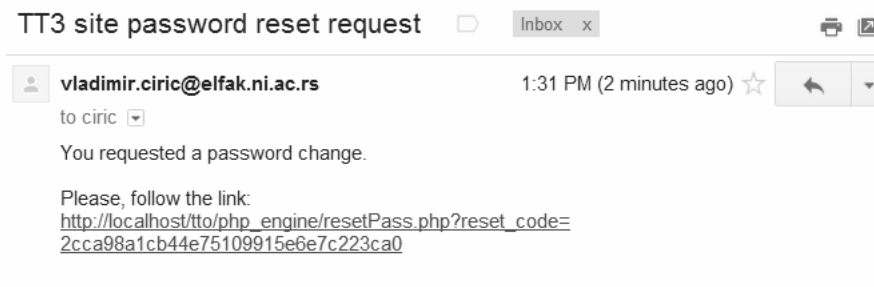 TT3 site password reset request
Inbox x
vladimir.ciric@elfak.ni.ac.rs
1:31 PM (2 minutes ago)
to ciric
You requested a password change.
Please, follow the link:
http://localhost/tto/php_engine/resetPass.php?reset_code=
2cca98a1cb44e75109915e6e7c223ca0